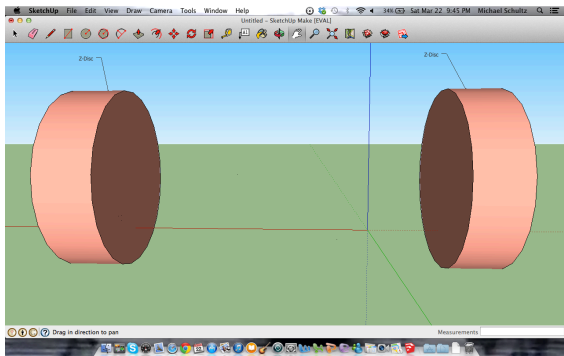 SketchUp File Edit View Draw Camera Tools Window Help 34% Sat Mar 22 9:45 PM Michael Schultz
Untitled – SketchUp Make [EVAL]
Z-Disc
Z-Disc
Drag in direction to pan
Measurements